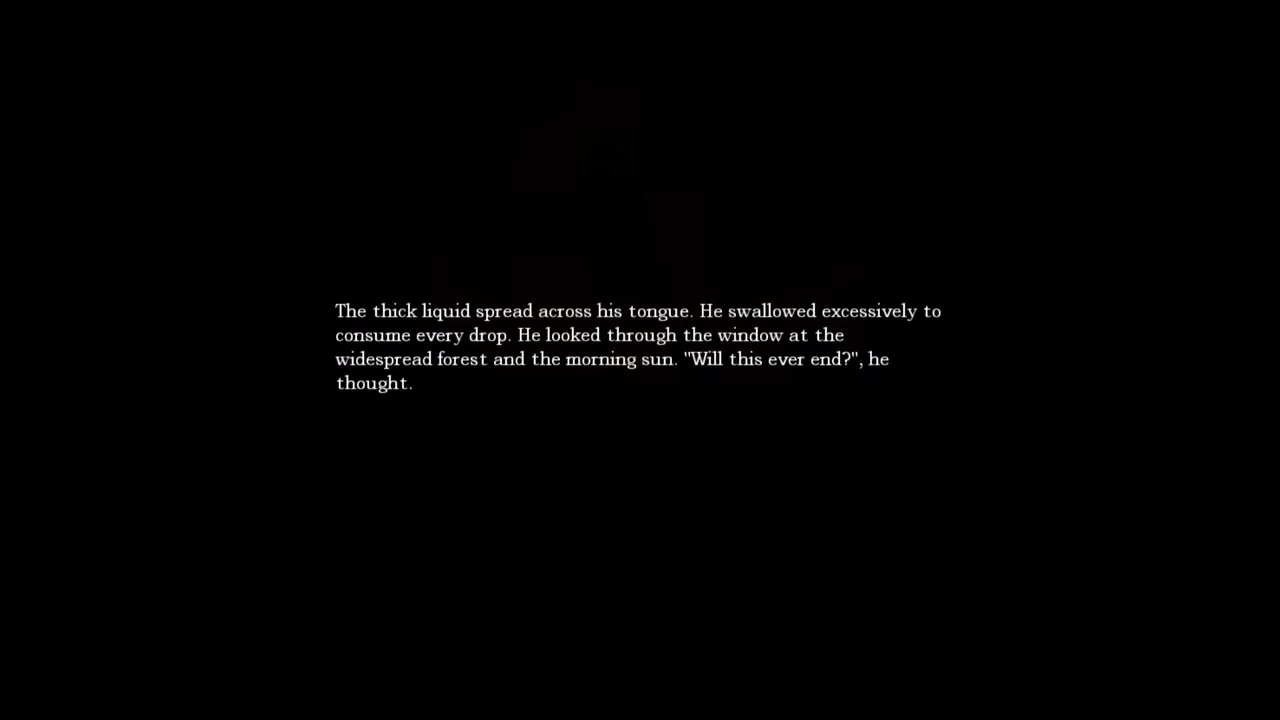 The thick liquid spread across his tongue. He swallowed excessively to
consume every drop. He looked through the window at the
widespread forest and the morning sun. "Will this ever end?", he
thought.